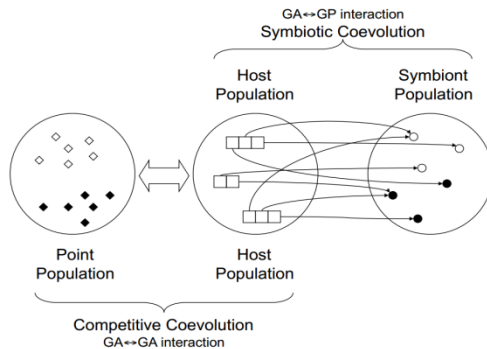 GA↔GP interaction
Symbiotic Coevolution
Host
Population
Symbiont
Population
Point
Population
Host
Population
Competitive Coevolution
GA↔GA interaction